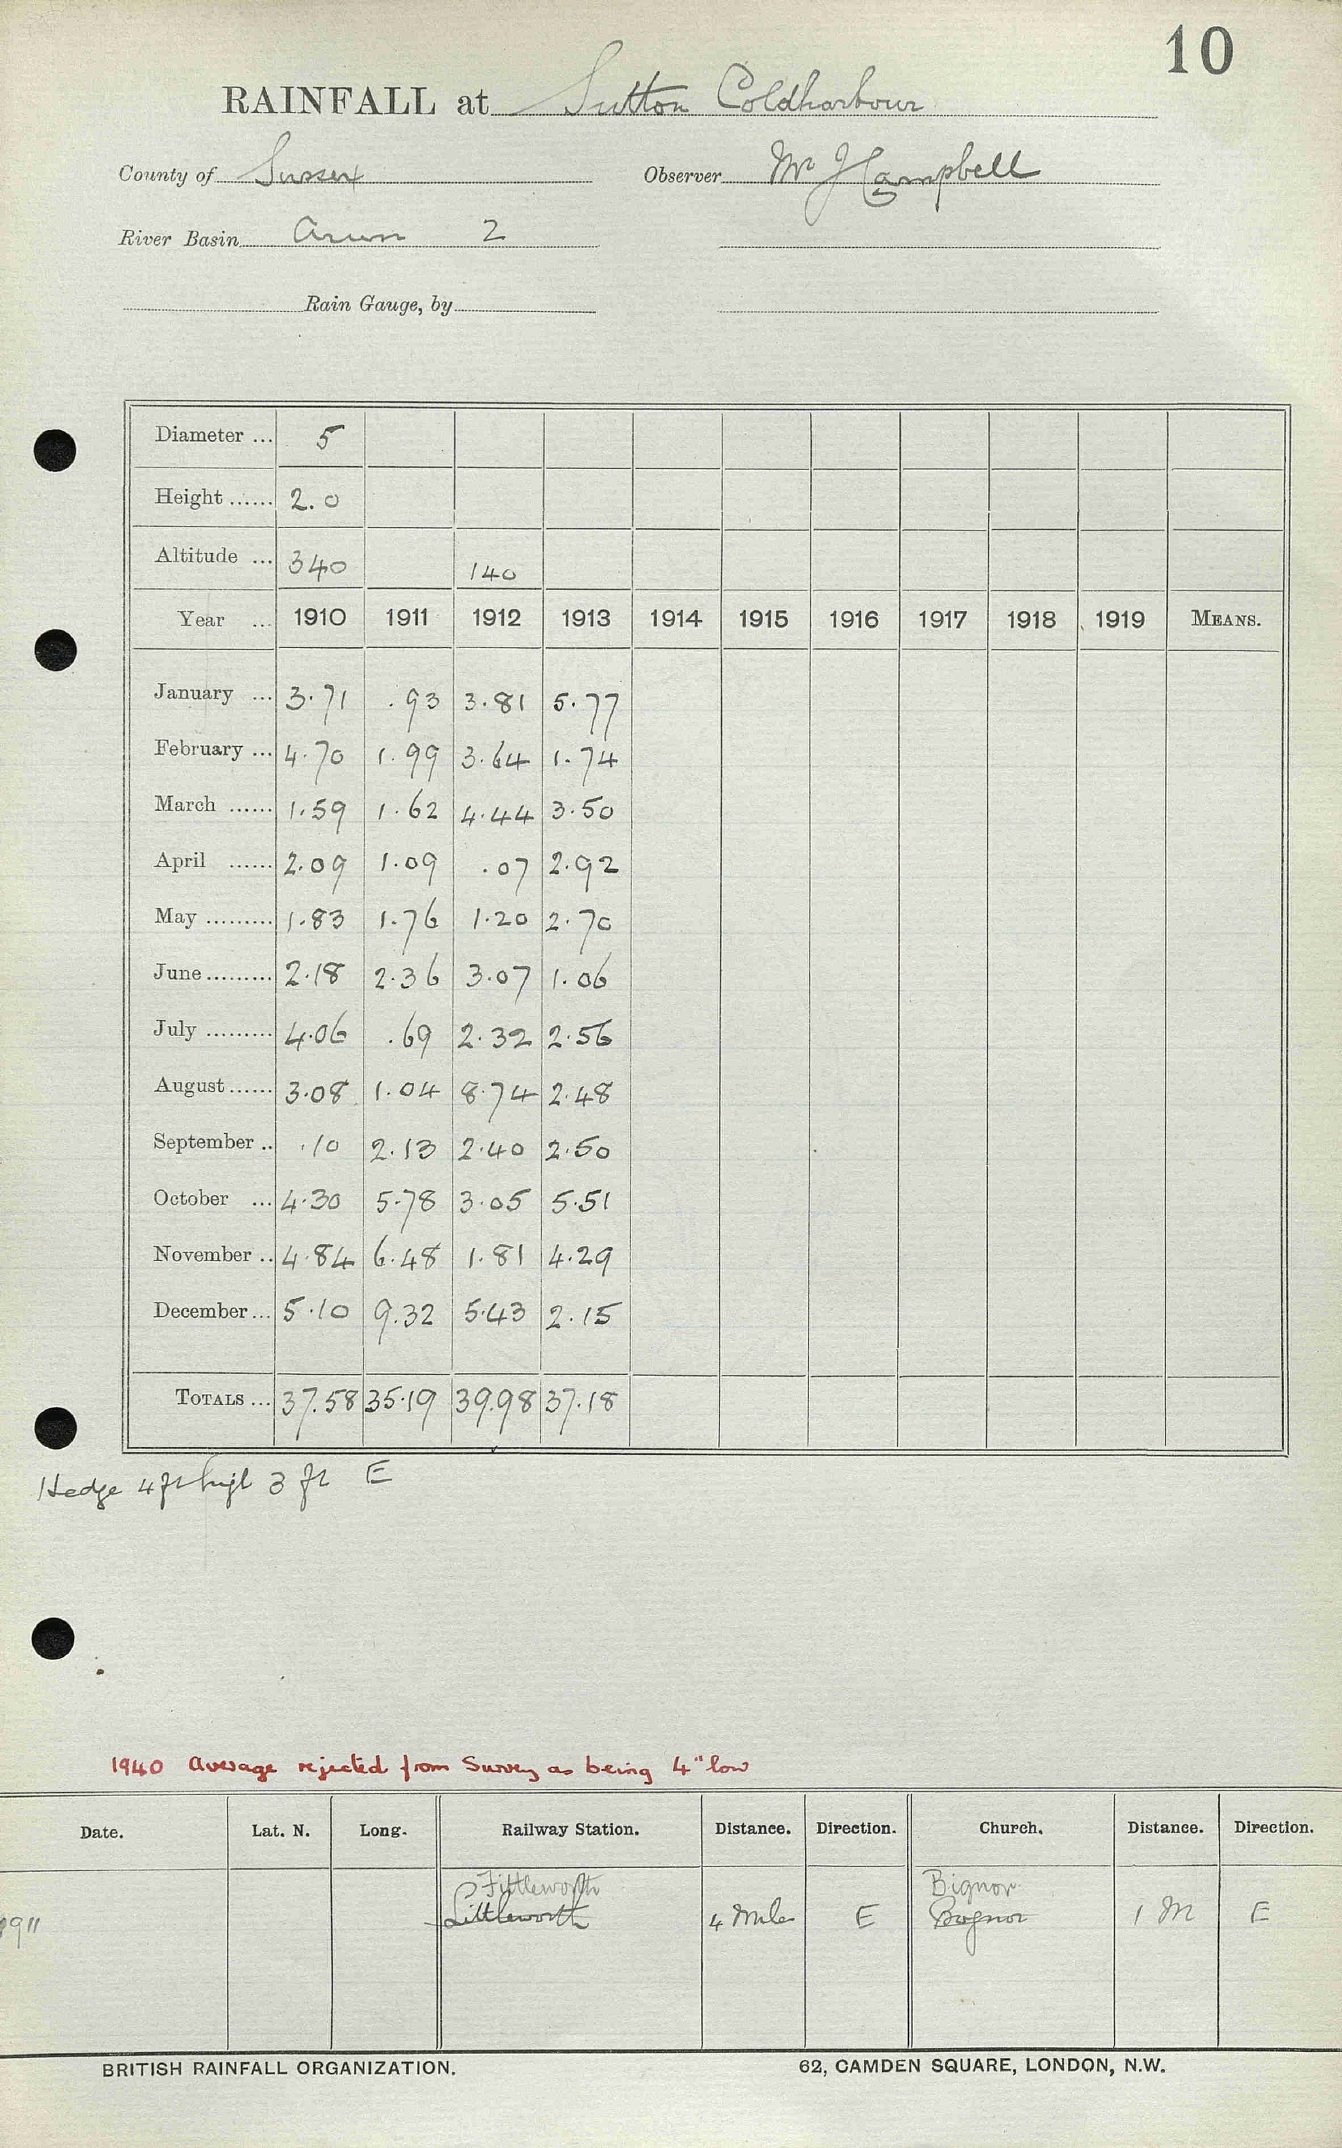 10
RAINFALL at Sutton Coldharbour
County of Sussex Observer Mr J Campbell
River Basin Arun 2
Rain Gauge, by
Diameter ... 5
Height ...... 2.0
Altitude ... 340 140
Year ... 1910 1911 1912 1913 1914 1915 1916 1917 1918 1919 MEANS.
January ... 3.71 .93 3.81 5.77
February ... 4.70 1.99 3.64 1.74
March ...... 1.59 1.62 4.44 3.50
April ...... 2.09 1.09 .07 2.92
May ......... 1.83 1.76 1.20 2.70
June ......... 2.18 2.36 3.07 1.06
July ......... 4.06 .69 2.32 2.56
August ...... 3.08 1.04 8.74 2.48
September .. .10 2.13 2.40 2.50
October ... 4.30 5.78 3.05 5.51
November .. 4.84 6.48 1.81 4.29
December ... 5.10 9.32 5.43 2.15
TOTALS ... 37.58 35.19 39.98 37.18
Hedge 4 ft high 3 ft E
1940 Average rejected from Survey as being 4" low
Date. Lat. N. Long. Railway Station. Distance. Direction. Church. Distance. Direction.
Fittleworth Bignor
1911 Littleworth 4 Mile E Bognor 1 M E
BRITISH RAINFALL ORGANIZATION. 62, CAMDEN SQUARE, LONDON, N.W.